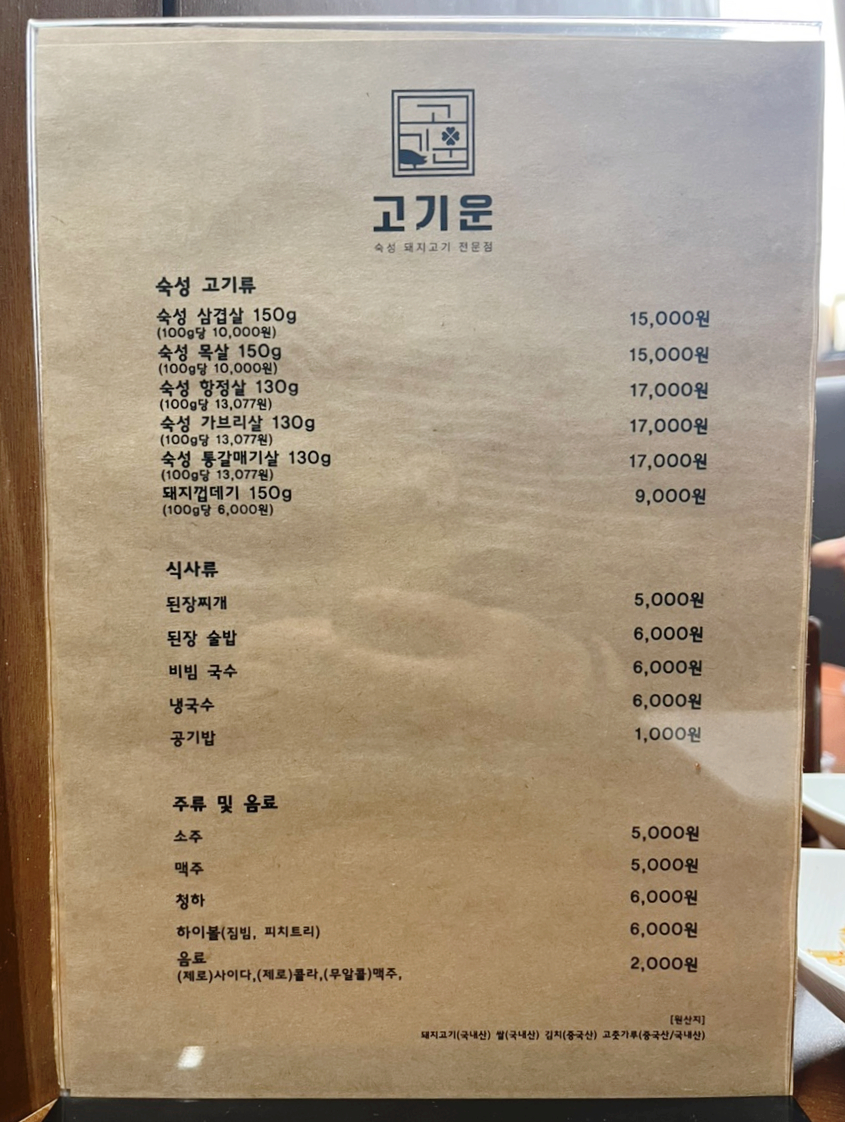 고
기운
고기운
숙성 돼지고기 전문점
숙성 고기류
숙성 삼겹살 150g 15,000원
(100g당 10,000원)
숙성 목살 150g 15,000원
(100g당 10,000원)
숙성 항정살 130g 17,000원
(100g당 13,077원)
숙성 가브리살 130g 17,000원
(100g당 13,077원)
숙성 통갈매기살 130g 17,000원
(100g당 13,077원)
돼지껍데기 150g 9,000원
(100g당 6,000원)
식사류
된장찌개 5,000원
된장 술밥 6,000원
비빔 국수 6,000원
냉국수 6,000원
공기밥 1,000원
주류 및 음료
소주 5,000원
맥주 5,000원
청하 6,000원
하이볼(짐빔, 피치트리) 6,000원
음료 2,000원
(제로)사이다,(제로)콜라,(무알콜)맥주,
[원산지]
돼지고기(국내산) 쌀(국내산) 김치(중국산) 고춧가루(중국산/국내산)